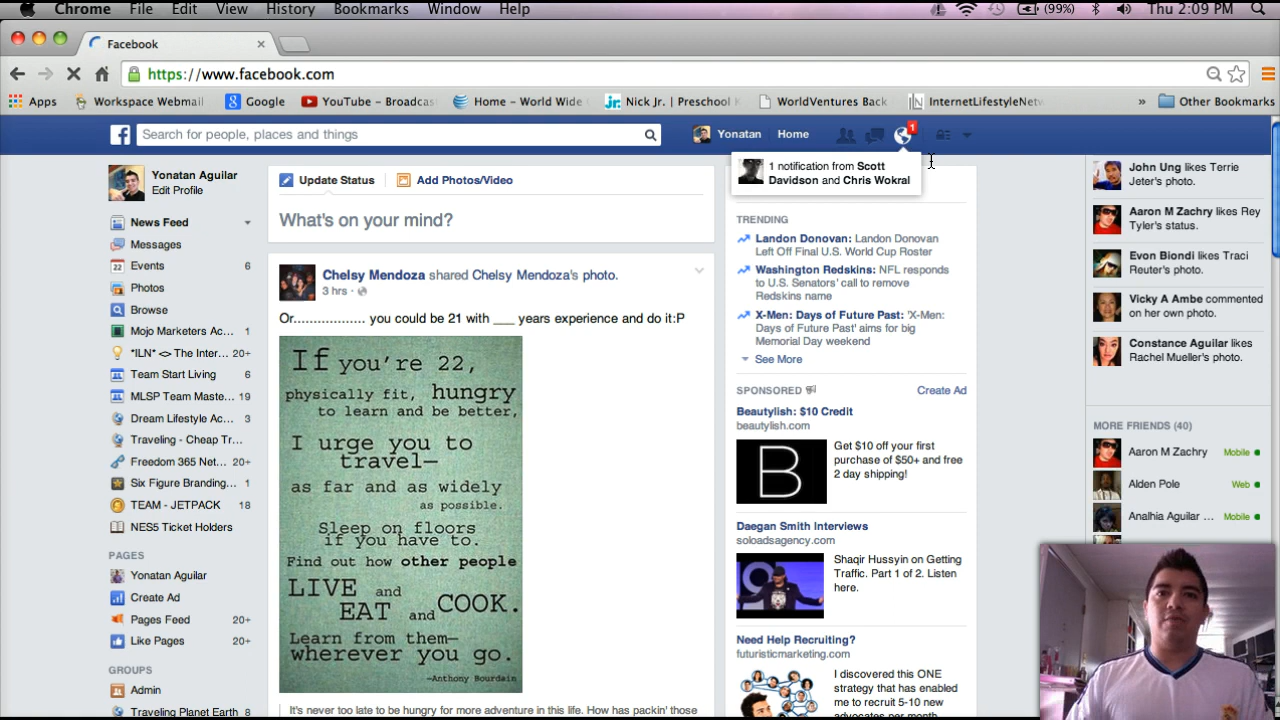 Chrome File Edit View History Bookmarks Window Help (99%) Thu 2:09 PM
Facebook
https://www.facebook.com
Apps Workspace Webmail Google YouTube - Broadcas Home - World Wide Nick Jr. | Preschool WorldVentures Back InternetLifestyleNetw » Other Bookmarks
Search for people, places and things Yonatan Home 1
1 notification from Scott
Davidson and Chris Wokral
Yonatan Aguilar
Edit Profile
News Feed
Messages
Events 6
Photos
Browse
Mojo Marketers Ac... 1
*ILN* <> The Inter... 20+
Team Start Living 6
MLSP Team Maste... 19
Dream Lifestyle Ac... 3
Traveling - Cheap Tr...
Freedom 365 Net... 20+
Six Figure Branding... 1
TEAM - JETPACK 18
NES5 Ticket Holders
PAGES
Yonatan Aguilar
Create Ad
Pages Feed 20+
Like Pages 20+
GROUPS
Admin
Traveling Planet Earth 8
Update Status Add Photos/Video
What's on your mind?
Chelsy Mendoza shared Chelsy Mendoza's photo.
3 hrs ·
Or................. you could be 21 with ___ years experience and do it:P
If you're 22,
physically fit, hungry
to learn and be better,
I urge you to
travel—
as far and as widely
as possible.
Sleep on floors
if you have to.
Find out how other people
LIVE and
EAT and COOK.
Learn from them—
wherever you go.
—Anthony Bourdain
It's never too late to be hungry for more adventure in this life. How has packin' those
TRENDING
Landon Donovan: Landon Donovan
Left Off Final U.S. World Cup Roster
Washington Redskins: NFL responds
to U.S. Senators' call to remove
Redskins name
X-Men: Days of Future Past: 'X-Men:
Days of Future Past' aims for big
Memorial Day weekend
See More
SPONSORED Create Ad
Beautylish: $10 Credit
beautylish.com
B
Get $10 off your first
purchase of $50+ and free
2 day shipping!
Daegan Smith Interviews
soloadsagency.com
Shaqir Hussyin on Getting
Traffic. Part 1 of 2. Listen
here.
Need Help Recruiting?
futuristicmarketing.com
I discovered this ONE
strategy that has enabled
me to recruit 5-10 new
advocates per month
John Ung likes Terrie
Jeter's photo.
Aaron M Zachry likes Rey
Tyler's status.
Evon Biondi likes Traci
Reuter's photo.
Vicky A Ambe commented
on her own photo.
Constance Aguilar likes
Rachel Mueller's photo.
MORE FRIENDS (40)
Aaron M Zachry Mobile
Alden Pole Web
Analhia Aguilar ... Mobile